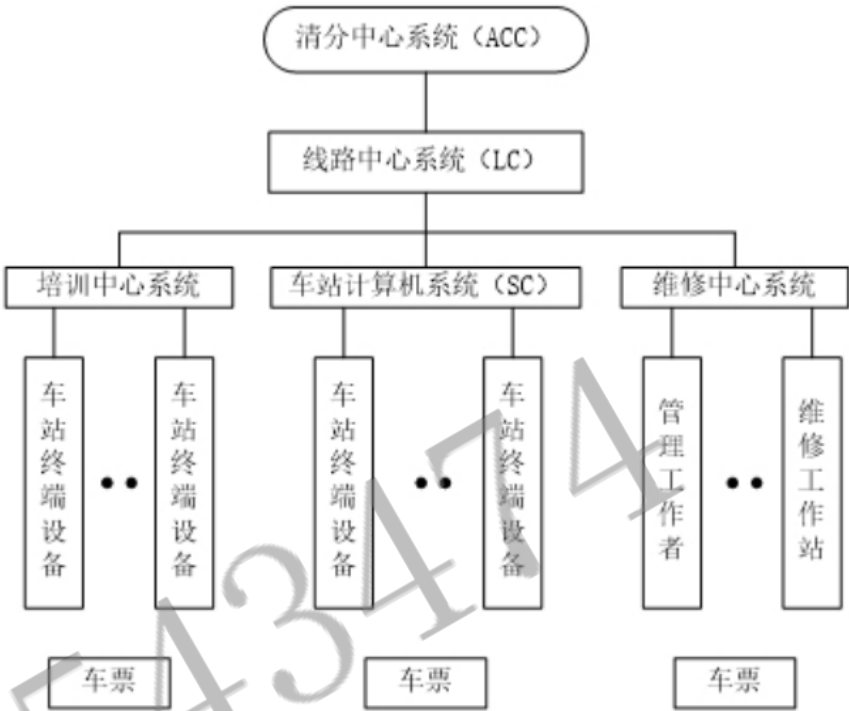 清分中心系统（ACC）
线路中心系统（LC）
培训中心系统
车站计算机系统（SC）
维修中心系统
车站终端设备
车站终端设备
车站终端设备
车站终端设备
管理工作者
维修工作站
车票
车票
车票
543474